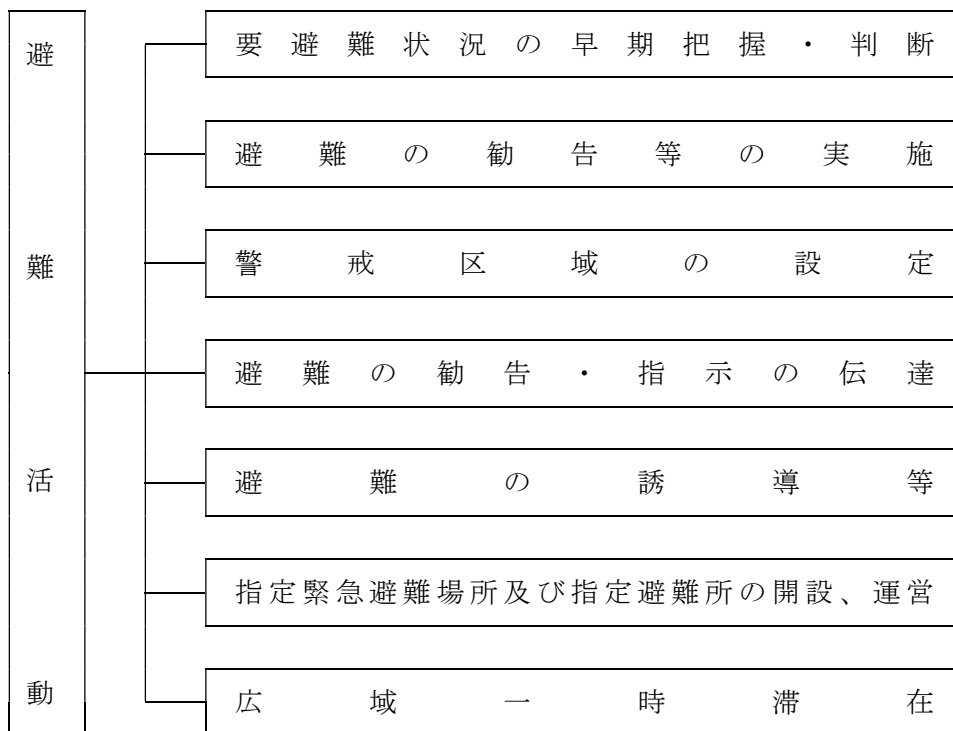 避難活動
要避難状況の早期把握・判断
避難の勧告等の実施
警戒区域の設定
避難の勧告・指示の伝達
避難の誘導等
指定緊急避難場所及び指定避難所の開設、運営
広域一時滞在